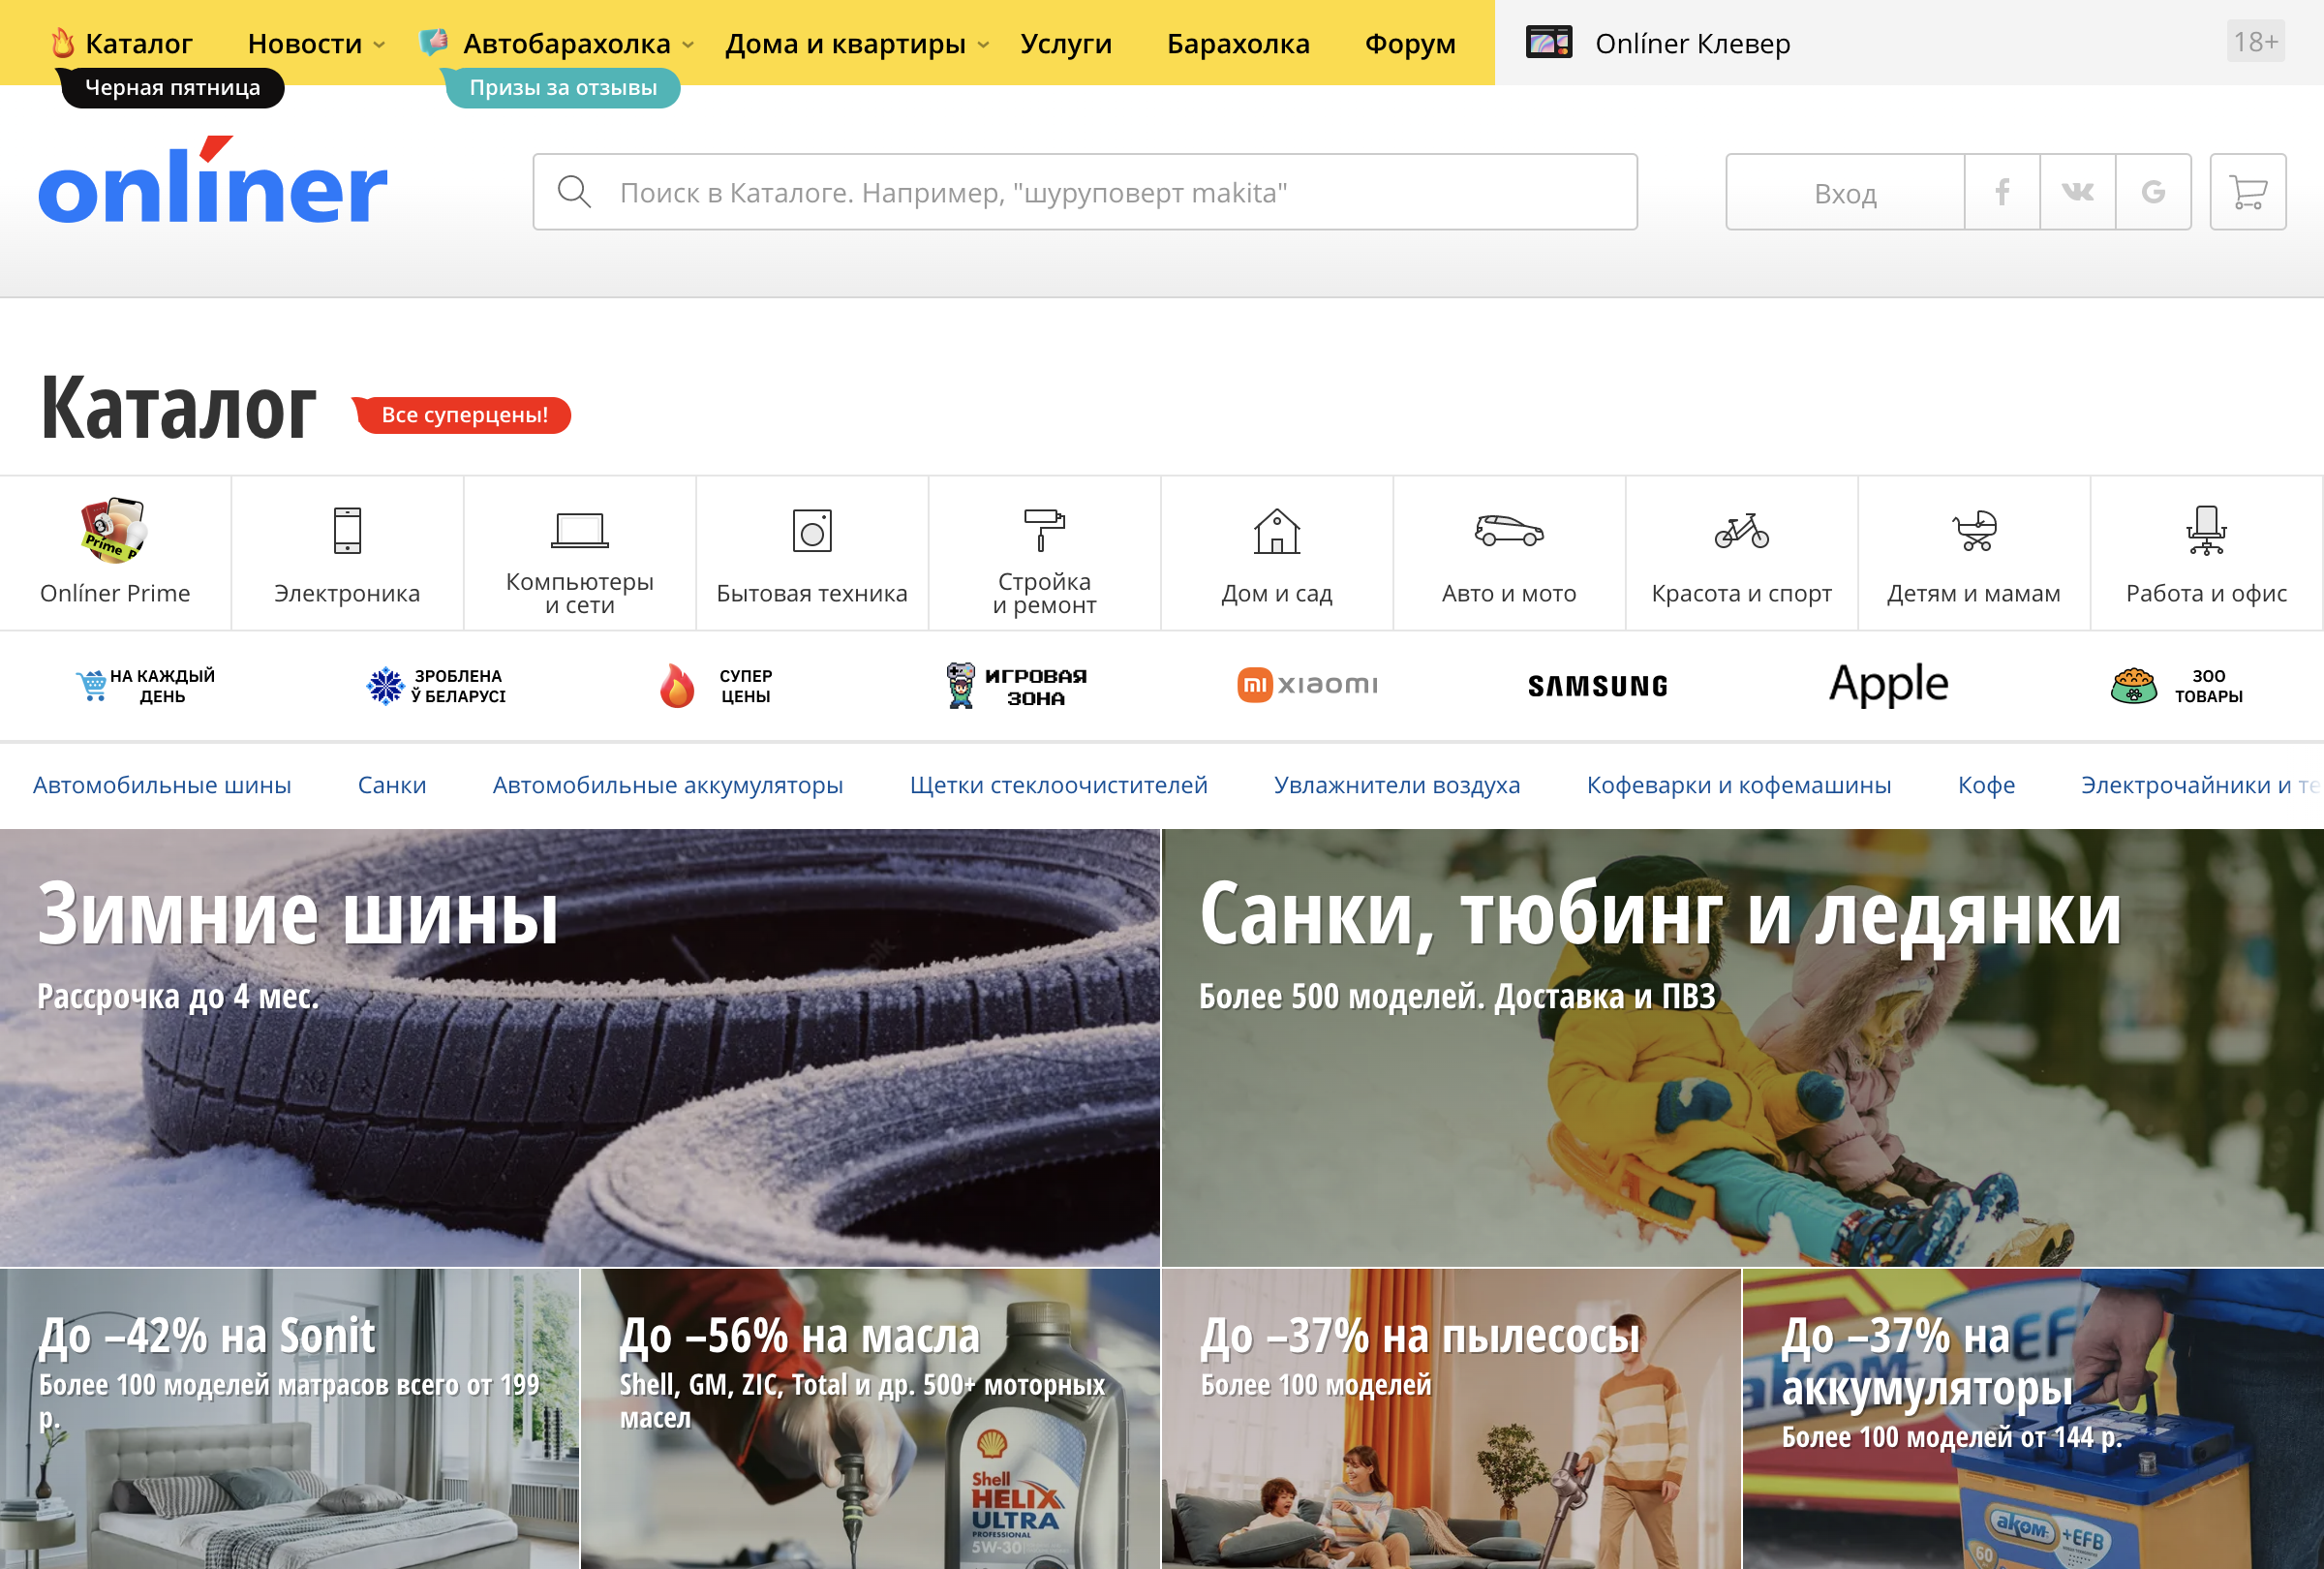 Каталог Новости Автобарахолка Дома и квартиры Услуги Барахолка Форум Onlíner Клевер 18+
Черная пятница Призы за отзывы
onlíner
Поиск в Каталоге. Например, "шуруповерт makita"
Вход
Каталог Все суперцены!
Prime
Onlíner Prime
Электроника
Компьютеры
и сети
Бытовая техника
Стройка
и ремонт
Дом и сад
Авто и мото
Красота и спорт
Детям и мамам
Работа и офис
НА КАЖДЫЙ
ДЕНЬ
ЗРОБЛЕНА
Ў БЕЛАРУСІ
СУПЕР
ЦЕНЫ
ИГРОВАЯ
ЗОНА
mi xiaomi
SAMSUNG
Apple
ЗОО
ТОВАРЫ
Автомобильные шины Санки Автомобильные аккумуляторы Щетки стеклоочистителей Увлажнители воздуха Кофеварки и кофемашины Кофе Электрочайники и те
Зимние шины
Рассрочка до 4 мес.
Санки, тюбинг и ледянки
Более 500 моделей. Доставка и ПВЗ
До –42% на Sonit
Более 100 моделей матрасов всего от 199
р.
До –56% на масла
Shell, GM, ZIC, Total и др. 500+ моторных
масел
Shell
HELIX
ULTRA
PROFESSIONAL
5W-30
До –37% на пылесосы
Более 100 моделей
До –37% на
аккумуляторы
Более 100 моделей от 144 р.
аком
+EFB
аком
+EFB
60